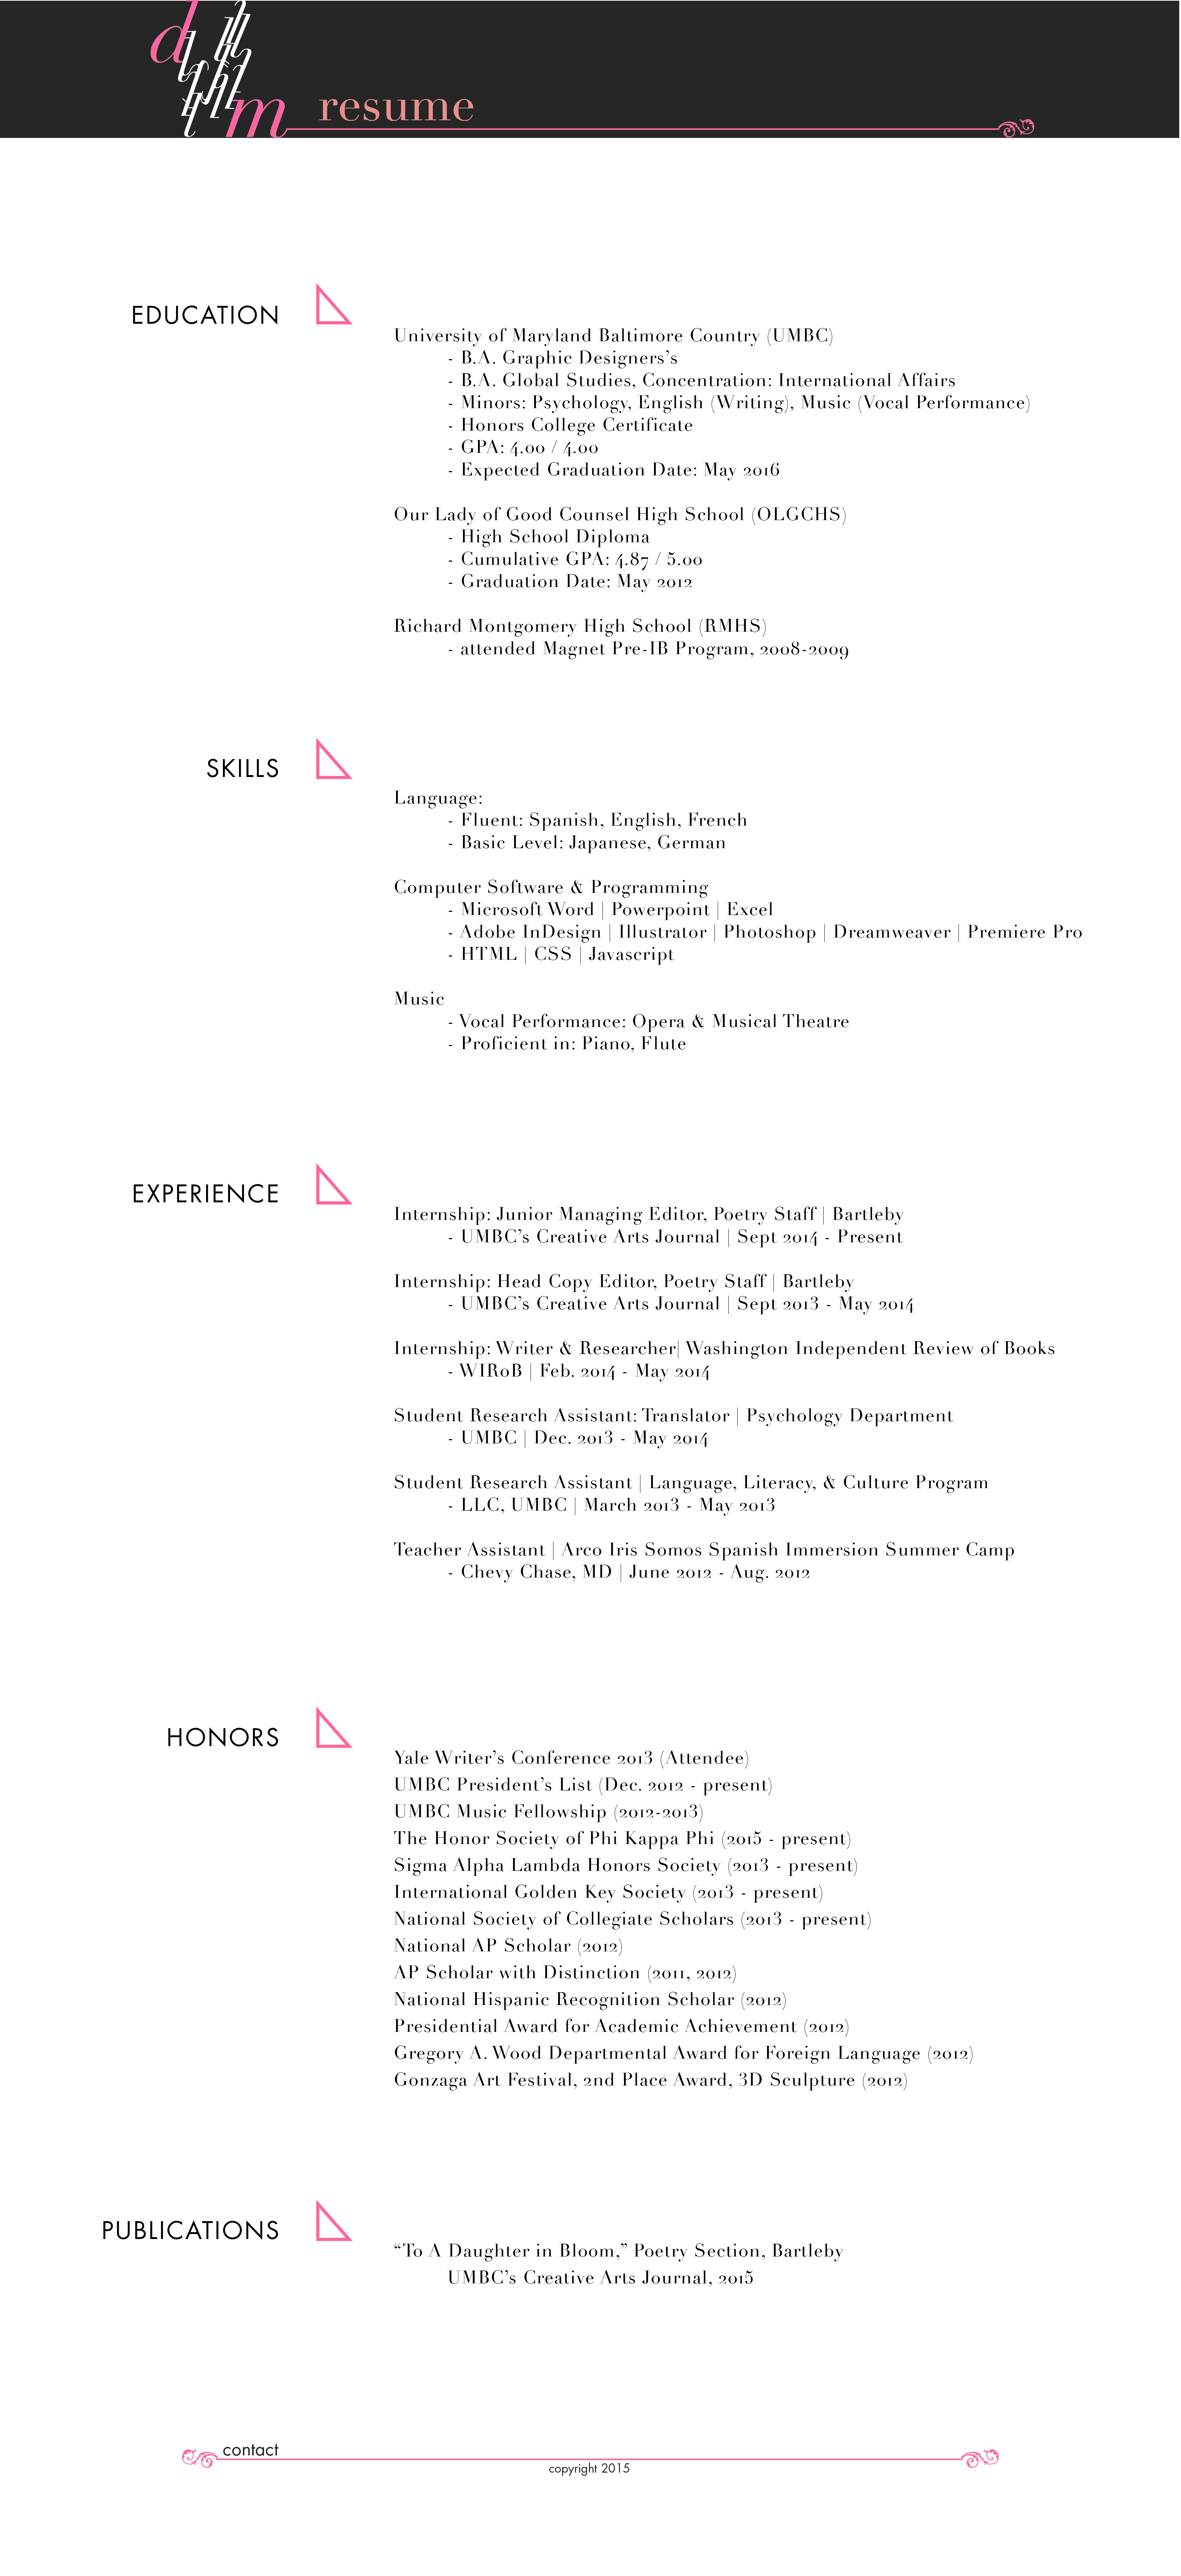 d
m
resume
EDUCATION
University of Maryland Baltimore Country (UMBC)
- B.A. Graphic Designers’s
- B.A. Global Studies, Concentration: International Affairs
- Minors: Psychology, English (Writing), Music (Vocal Performance)
- Honors College Certificate
- GPA: 4.00 / 4.00
- Expected Graduation Date: May 2016
Our Lady of Good Counsel High School (OLGCHS)
- High School Diploma
- Cumulative GPA: 4.87 / 5.00
- Graduation Date: May 2012
Richard Montgomery High School (RMHS)
- attended Magnet Pre-IB Program, 2008-2009
SKILLS
Language:
- Fluent: Spanish, English, French
- Basic Level: Japanese, German
Computer Software & Programming
- Microsoft Word | Powerpoint | Excel
- Adobe InDesign | Illustrator | Photoshop | Dreamweaver | Premiere Pro
- HTML | CSS | Javascript
Music
- Vocal Performance: Opera & Musical Theatre
- Proficient in: Piano, Flute
EXPERIENCE
Internship: Junior Managing Editor, Poetry Staff | Bartleby
- UMBC’s Creative Arts Journal | Sept 2014 - Present
Internship: Head Copy Editor, Poetry Staff | Bartleby
- UMBC’s Creative Arts Journal | Sept 2013 - May 2014
Internship: Writer & Researcher| Washington Independent Review of Books
- WIRoB | Feb. 2014 - May 2014
Student Research Assistant: Translator | Psychology Department
- UMBC | Dec. 2013 - May 2014
Student Research Assistant | Language, Literacy, & Culture Program
- LLC, UMBC | March 2013 - May 2013
Teacher Assistant | Arco Iris Somos Spanish Immersion Summer Camp
- Chevy Chase, MD | June 2012 - Aug. 2012
HONORS
Yale Writer’s Conference 2013 (Attendee)
UMBC President’s List (Dec. 2012 - present)
UMBC Music Fellowship (2012-2013)
The Honor Society of Phi Kappa Phi (2015 - present)
Sigma Alpha Lambda Honors Society (2013 - present)
International Golden Key Society (2013 - present)
National Society of Collegiate Scholars (2013 - present)
National AP Scholar (2012)
AP Scholar with Distinction (2011, 2012)
National Hispanic Recognition Scholar (2012)
Presidential Award for Academic Achievement (2012)
Gregory A. Wood Departmental Award for Foreign Language (2012)
Gonzaga Art Festival, 2nd Place Award, 3D Sculpture (2012)
PUBLICATIONS
“To A Daughter in Bloom,” Poetry Section, Bartleby
UMBC’s Creative Arts Journal, 2015
contact
copyright 2015